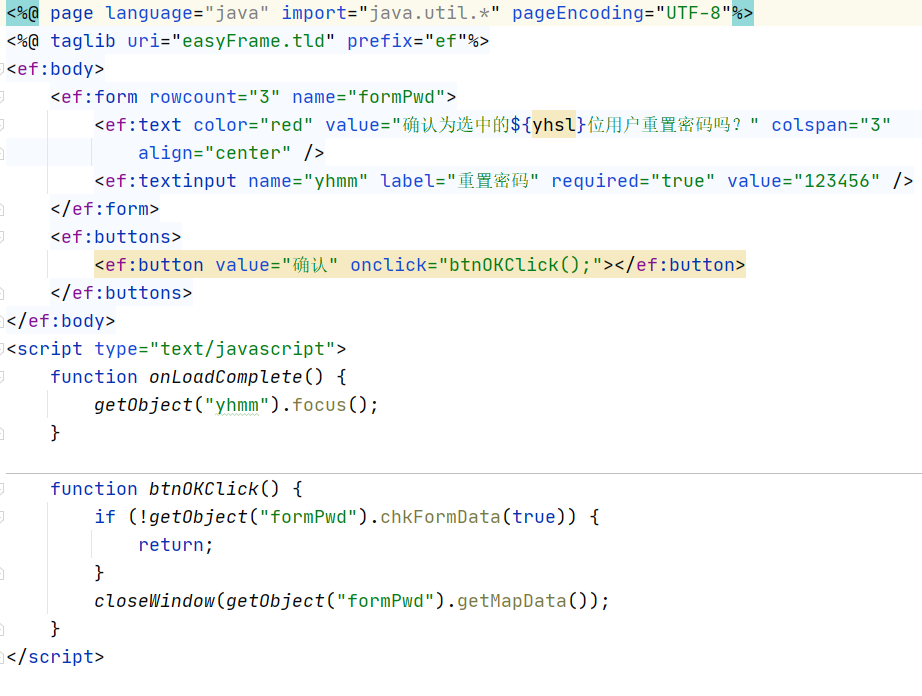 <%@ page language="java" import="java.util.*" pageEncoding="UTF-8"%>
<%@ taglib uri="easyFrame.tld" prefix="ef"%>
<ef:body>
    <ef:form rowcount="3" name="formPwd">
        <ef:text color="red" value="确认为选中的${yhsl}位用户重置密码吗？" colspan="3"
            align="center" />
        <ef:textinput name="yhmm" label="重置密码" required="true" value="123456" />
    </ef:form>
    <ef:buttons>
        <ef:button value="确认" onclick="btnOKClick();"></ef:button>
    </ef:buttons>
</ef:body>
<script type="text/javascript">
    function onLoadComplete() {
        getObject("yhmm").focus();
    }
    function btnOKClick() {
        if (!getObject("formPwd").chkFormData(true)) {
            return;
        }
        closeWindow(getObject("formPwd").getMapData());
    }
</script>